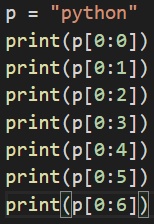 p = "python"
print(p[0:0])
print(p[0:1])
print(p[0:2])
print(p[0:3])
print(p[0:4])
print(p[0:5])
print(p[0:6])